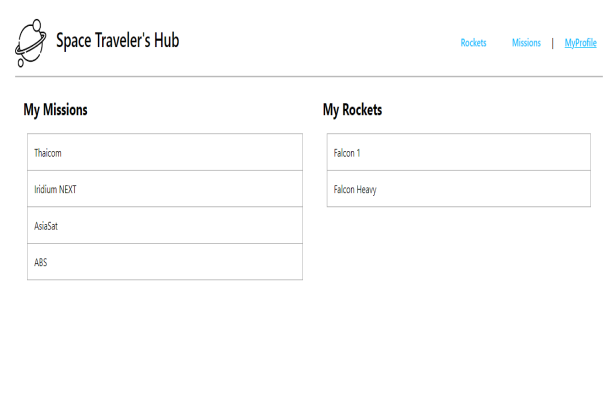 Space Traveler's Hub
Rockets Missions | MyProfile
My Missions
Thaicom
Iridium NEXT
AsiaSat
ABS
My Rockets
Falcon 1
Falcon Heavy